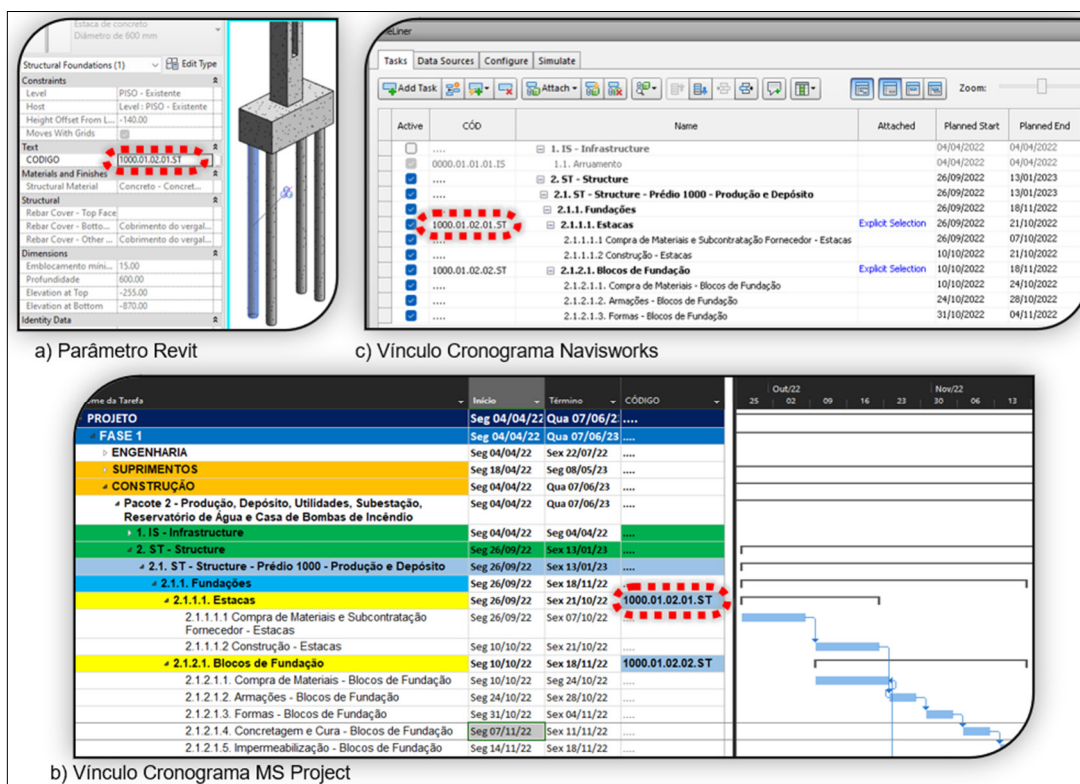 Estaca de concreto
Diâmetro de 600 mm
Structural Foundations (1) Edit Type
Constraints
Level PISO - Existente
Host Level : PISO - Existente
Height Offset From L... -140.00
Moves With Grids
Text
CODIGO 1000.01.02.01.ST
Materials and Finishes
Structural Material Concreto - Concret...
Structural
Rebar Cover - Top Face
Rebar Cover - Botto... Cobrimento do vergal...
Rebar Cover - Other ... Cobrimento do vergal...
Dimensions
Emblocamento míni... 15.00
Profundidade 600.00
Elevation at Top -255.00
Elevation at Bottom -870.00
Identity Data
a) Parâmetro Revit
eLiner
Tasks Data Sources Configure Simulate
Add Task Attach Zoom:
Active CÓD Name Attached Planned Start Planned End
.... 1. IS - Infrastructure 04/04/2022 04/04/2022
0000.01.01.01.IS 1.1. Arruamento 04/04/2022 04/04/2022
.... 2. ST - Structure 26/09/2022 13/01/2023
.... 2.1. ST - Structure - Prédio 1000 - Produção e Depósito 26/09/2022 13/01/2023
.... 2.1.1. Fundações 26/09/2022 18/11/2022
1000.01.02.01.ST 2.1.1.1. Estacas Explicit Selection 26/09/2022 21/10/2022
.... 2.1.1.1.1 Compra de Materiais e Subcontratação Fornecedor - Estacas 26/09/2022 07/10/2022
.... 2.1.1.1.2 Construção - Estacas 10/10/2022 21/10/2022
1000.01.02.02.ST 2.1.2.1. Blocos de Fundação Explicit Selection 10/10/2022 18/11/2022
.... 2.1.2.1.1. Compra de Materiais - Blocos de Fundação 10/10/2022 24/10/2022
.... 2.1.2.1.2. Armações - Blocos de Fundação 24/10/2022 28/10/2022
.... 2.1.2.1.3. Formas - Blocos de Fundação 31/10/2022 04/11/2022
c) Vínculo Cronograma Navisworks
ome da Tarefa Início Término CÓDIGO Out/22 Nov/22
25 02 09 16 23 30 06 13
PROJETO Seg 04/04/22 Qua 07/06/2 ....
FASE 1 Seg 04/04/22 Qua 07/06/23 ....
ENGENHARIA Seg 04/04/22 Sex 22/07/22 ....
SUPRIMENTOS Seg 18/04/22 Seg 08/05/23 ....
CONSTRUÇÃO Seg 04/04/22 Qua 07/06/23 ....
Pacote 2 - Produção, Depósito, Utilidades, Subestação, Seg 04/04/22 Qua 07/06/23 ....
Reservatório de Água e Casa de Bombas de Incêndio
1. IS - Infrastructure Seg 04/04/22 Seg 04/04/22 ....
2. ST - Structure Seg 26/09/22 Sex 13/01/23 ....
2.1. ST - Structure - Prédio 1000 - Produção e Depósito Seg 26/09/22 Sex 13/01/23 ....
2.1.1. Fundações Seg 26/09/22 Sex 18/11/22
2.1.1.1. Estacas Seg 26/09/22 Sex 21/10/22 1000.01.02.01.ST
2.1.1.1.1 Compra de Materiais e Subcontratação Seg 26/09/22 Sex 07/10/22
Fornecedor - Estacas
2.1.1.1.2 Construção - Estacas Seg 10/10/22 Sex 21/10/22 ....
2.1.2.1. Blocos de Fundação Seg 10/10/22 Sex 18/11/22 1000.01.02.02.ST
2.1.2.1.1. Compra de Materiais - Blocos de Fundação Seg 10/10/22 Seg 24/10/22 ....
2.1.2.1.2. Armações - Blocos de Fundação Seg 24/10/22 Sex 28/10/22 ....
2.1.2.1.3. Formas - Blocos de Fundação Seg 31/10/22 Sex 04/11/22 ....
2.1.2.1.4. Concretagem e Cura - Blocos de Fundação Seg 07/11/22 Sex 11/11/22 ....
2.1.2.1.5. Impermeabilização - Blocos de Fundação Seg 14/11/22 Sex 18/11/22 ....
b) Vínculo Cronograma MS Project